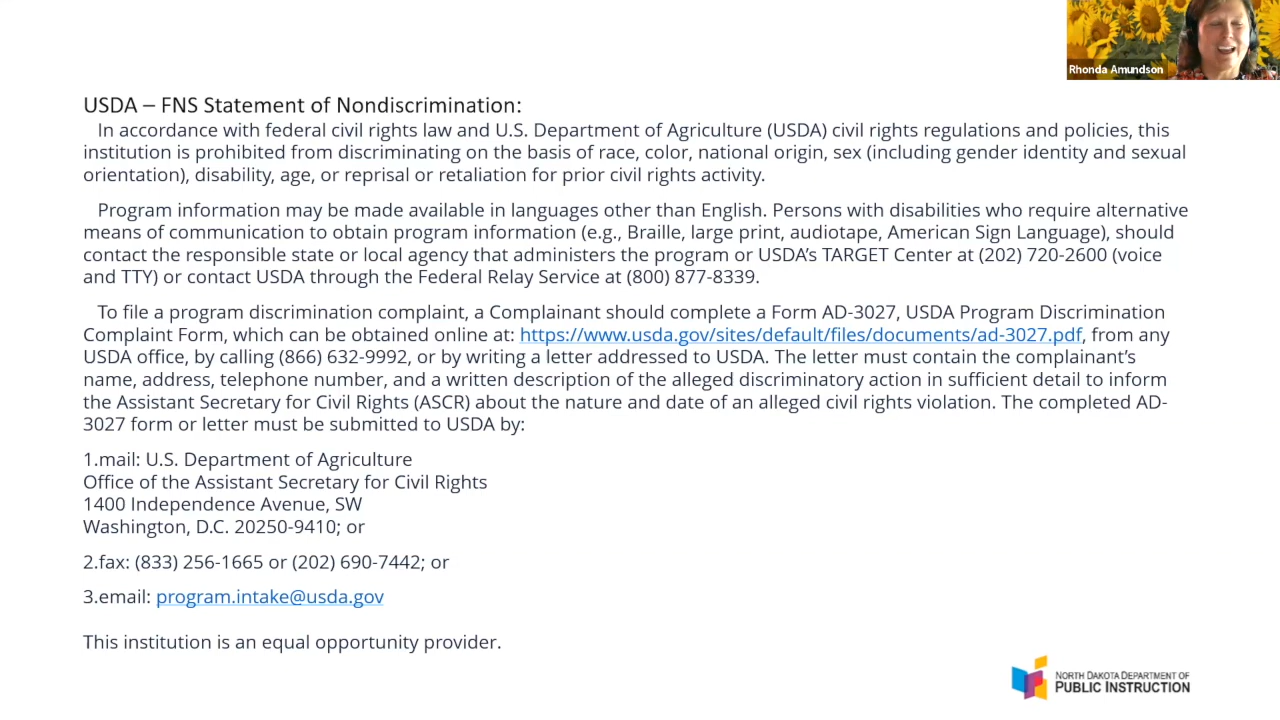 Rhonda Amundson
USDA – FNS Statement of Nondiscrimination:
In accordance with federal civil rights law and U.S. Department of Agriculture (USDA) civil rights regulations and policies, this
institution is prohibited from discriminating on the basis of race, color, national origin, sex (including gender identity and sexual
orientation), disability, age, or reprisal or retaliation for prior civil rights activity.
Program information may be made available in languages other than English. Persons with disabilities who require alternative
means of communication to obtain program information (e.g., Braille, large print, audiotape, American Sign Language), should
contact the responsible state or local agency that administers the program or USDA’s TARGET Center at (202) 720-2600 (voice
and TTY) or contact USDA through the Federal Relay Service at (800) 877-8339.
To file a program discrimination complaint, a Complainant should complete a Form AD-3027, USDA Program Discrimination
Complaint Form, which can be obtained online at: https://www.usda.gov/sites/default/files/documents/ad-3027.pdf, from any
USDA office, by calling (866) 632-9992, or by writing a letter addressed to USDA. The letter must contain the complainant’s
name, address, telephone number, and a written description of the alleged discriminatory action in sufficient detail to inform
the Assistant Secretary for Civil Rights (ASCR) about the nature and date of an alleged civil rights violation. The completed AD-
3027 form or letter must be submitted to USDA by:
1.mail: U.S. Department of Agriculture
Office of the Assistant Secretary for Civil Rights
1400 Independence Avenue, SW
Washington, D.C. 20250-9410; or
2.fax: (833) 256-1665 or (202) 690-7442; or
3.email: program.intake@usda.gov
This institution is an equal opportunity provider.
NORTH DAKOTA DEPARTMENT OF
PUBLIC INSTRUCTION